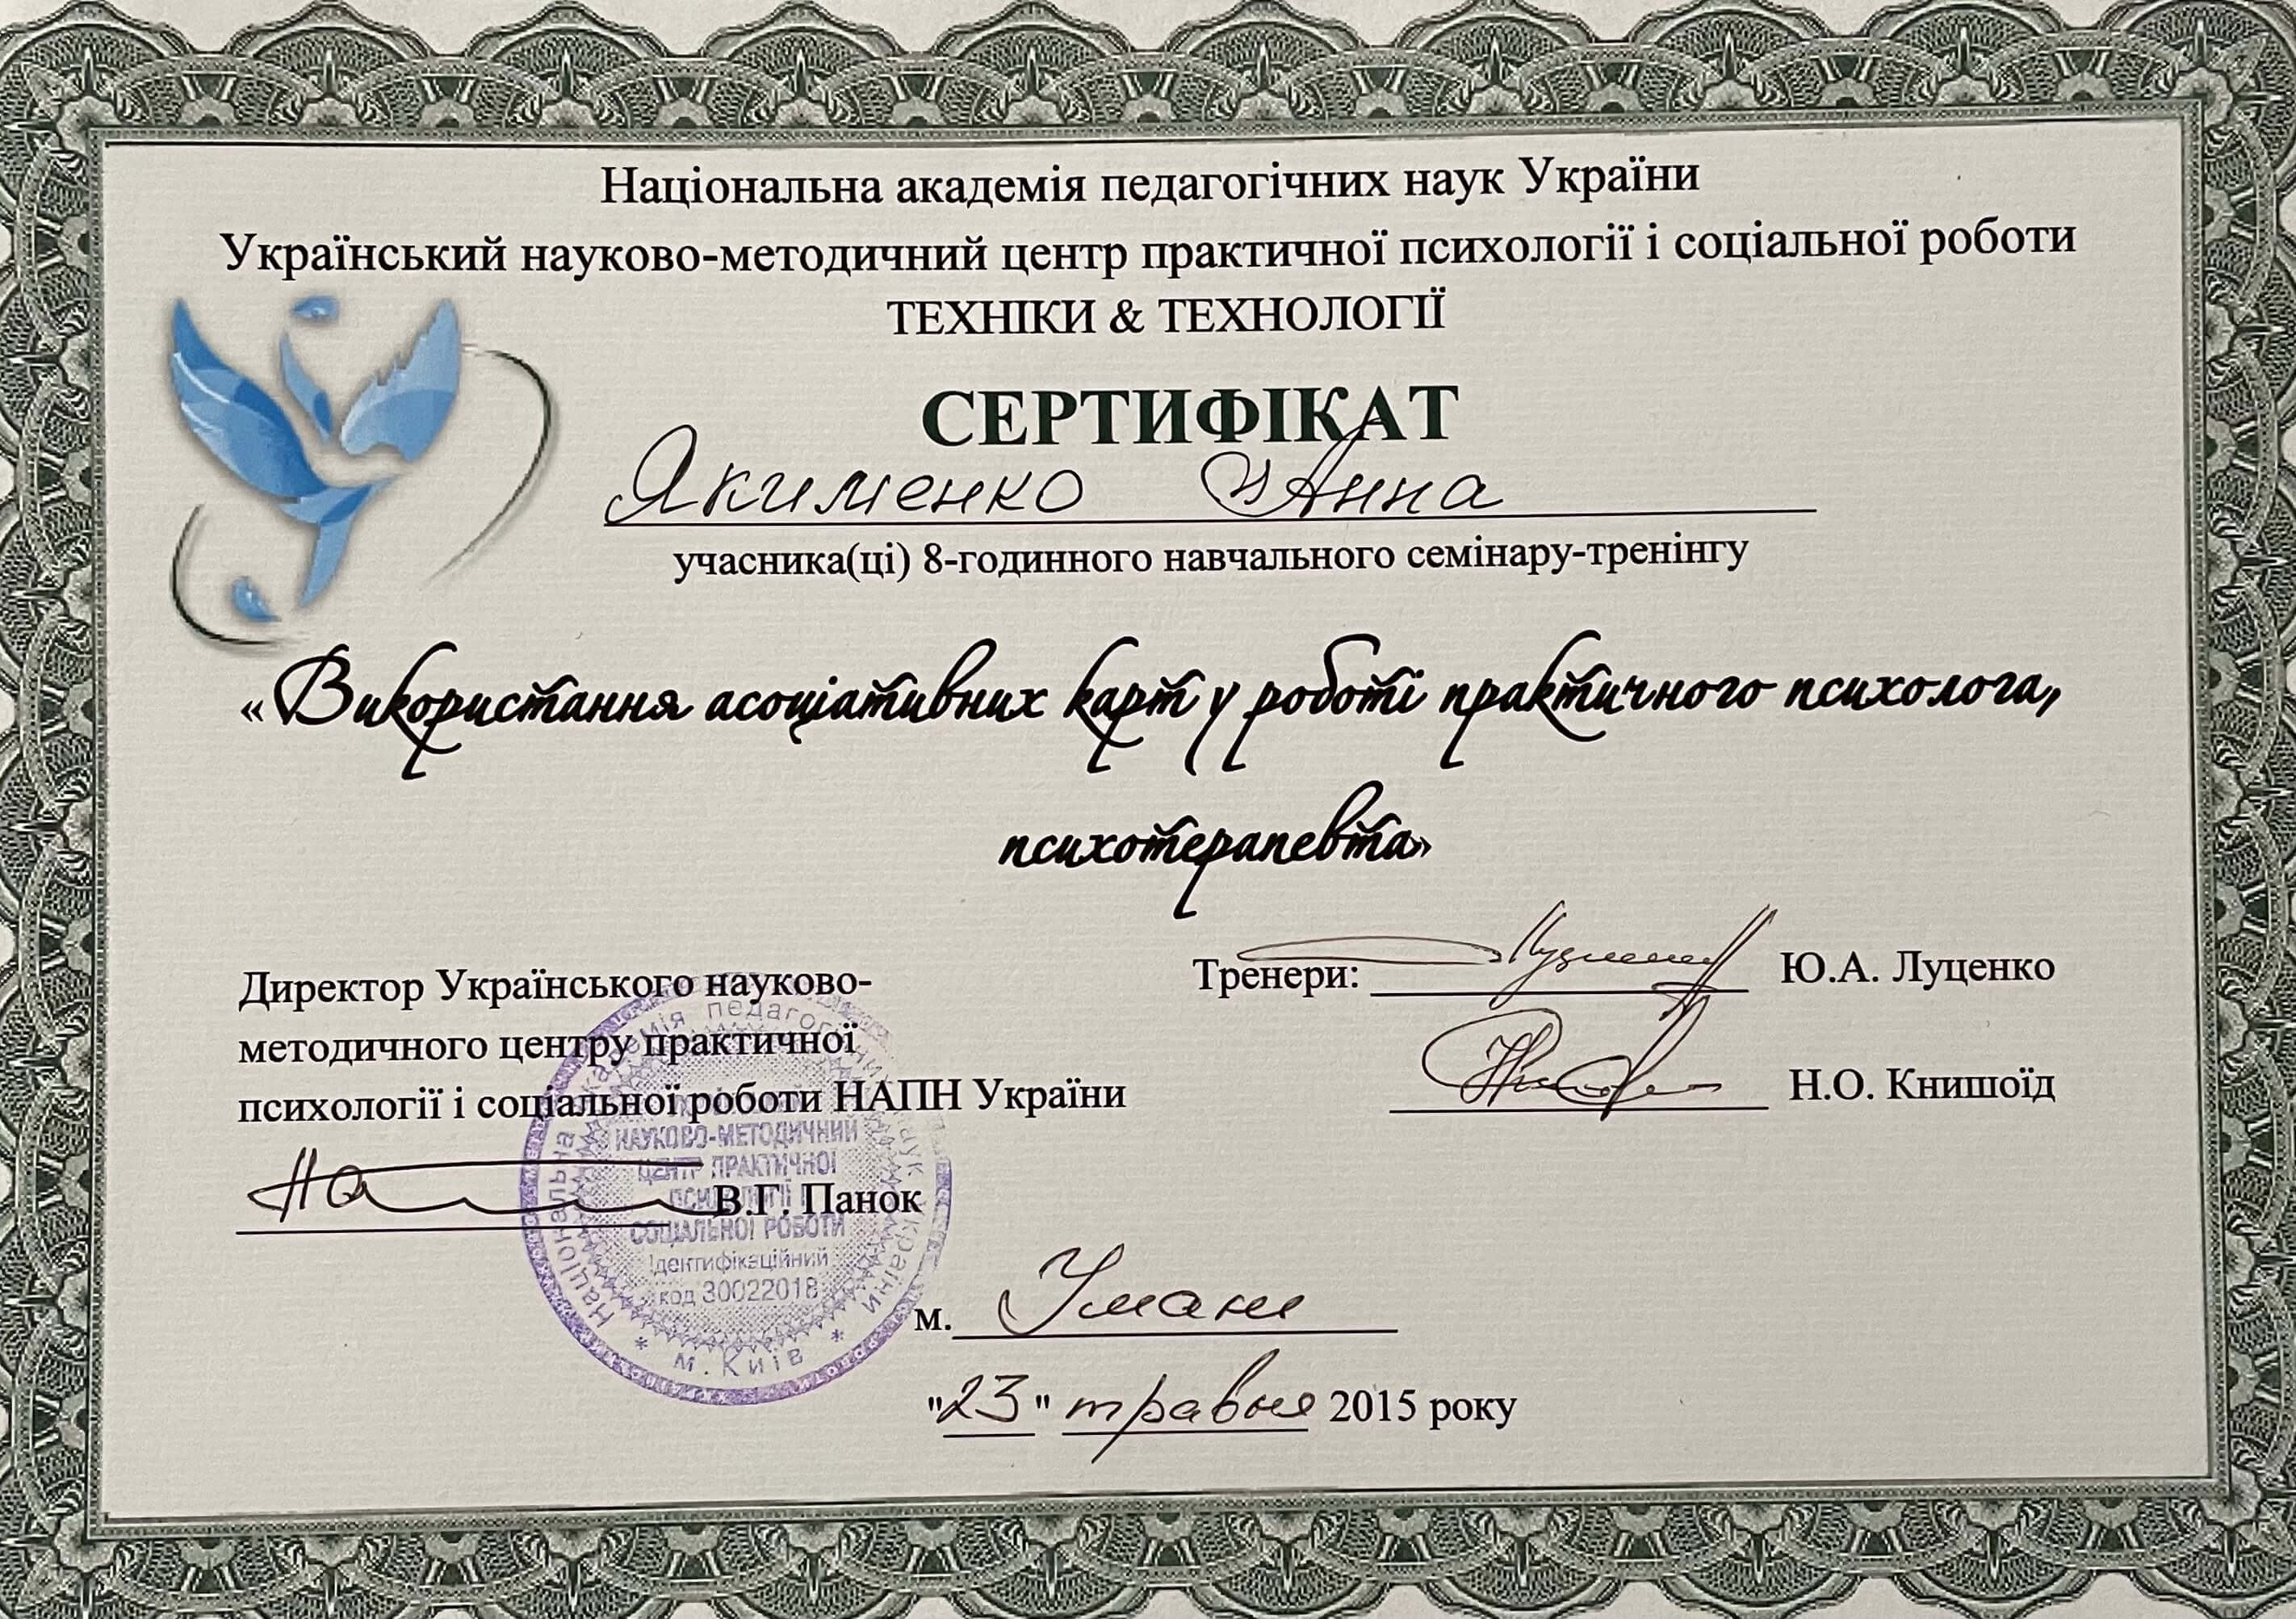 Національна академія педагогічних наук України
Український науково-методичний центр практичної психології і соціальної роботи
ТЕХНІКИ & ТЕХНОЛОГІЇ
СЕРТИФІКАТ
Якименко Анна
учасника(ці) 8-годинного навчального семінару-тренінгу
«Використання асоціативних карт у роботі практичного психолога,
психотерапевта»
Директор Українського науково-
методичного центру практичної
психології і соціальної роботи НАПН України
В.Г. Панок
Тренери: Ю.А. Луценко
Н.О. Книшоїд
НАУКОВО-МЕТОДИЧНИЙ
ЦЕНТР ПРАКТИЧНОЇ
ПСИХОЛОГІЇ І
СОЦІАЛЬНОЇ РОБОТИ
Ідентифікаційний
код 30022018
* м. Київ *
м. Умань
"23" травня 2015 року